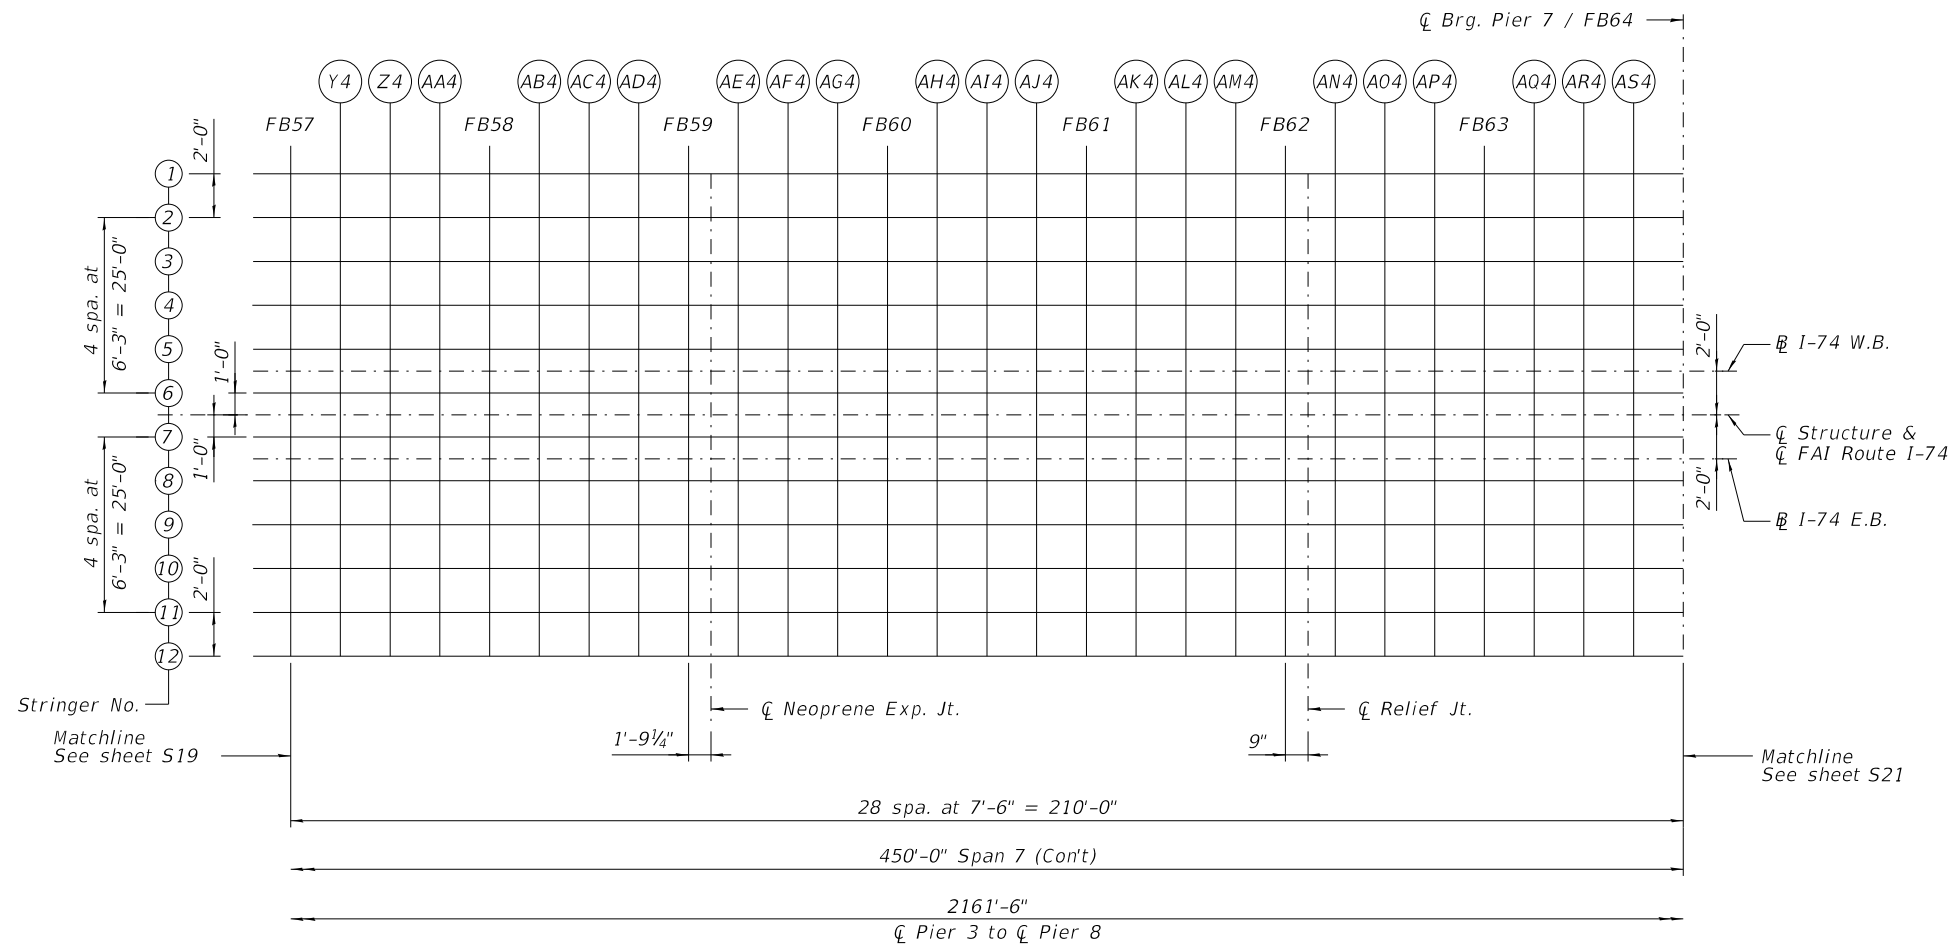 ℄ Brg. Pier 7 / FB64
Y4 Z4 AA4 AB4 AC4 AD4 AE4 AF4 AG4 AH4 AI4 AJ4 AK4 AL4 AM4 AN4 AO4 AP4 AQ4 AR4 AS4
FB57 FB58 FB59 FB60 FB61 FB62 FB63
2'-0"
1
2
3
4
5
6
7
8
9
10
11
12
4 spa. at
6'-3" = 25'-0"
1'-0"
1'-0"
4 spa. at
6'-3" = 25'-0"
2'-0"
2'-0"
2'-0"
℄ I-74 W.B.
℄ Structure &
℄ FAI Route I-74
I-74 E.B.
Stringer No.
Matchline
See sheet S19
℄ Neoprene Exp. Jt.
1'-9¼"
℄ Relief Jt.
9"
Matchline
See sheet S21
28 spa. at 7'-6" = 210'-0"
450'-0" Span 7 (Con't)
2161'-6"
℄ Pier 3 to ℄ Pier 8